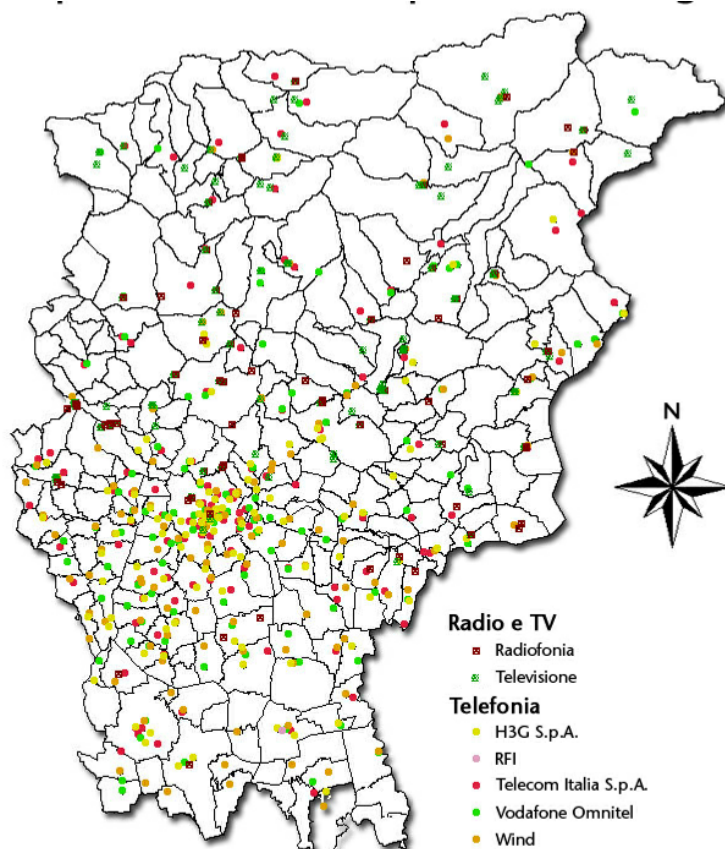 N
Radio e TV
Radiofonia
Televisione
Telefonia
H3G S.p.A.
RFI
Telecom Italia S.p.A.
Vodafone Omnitel
Wind